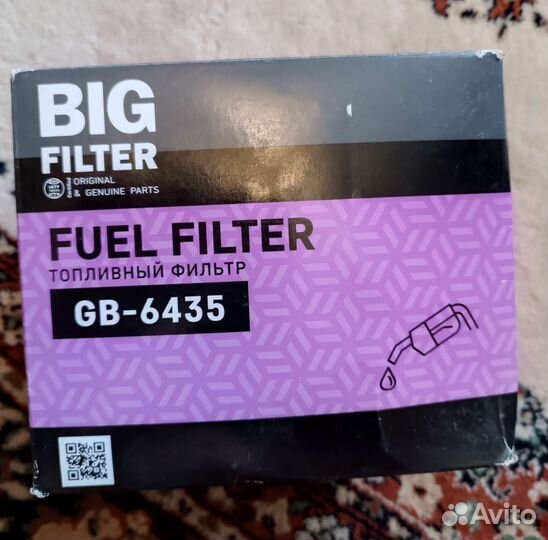 BIG
FILTER
ORIGINAL
& GENUINE PARTS
FUEL FILTER
ТОПЛИВНЫЙ ФИЛЬТР
GB-6435
Avito